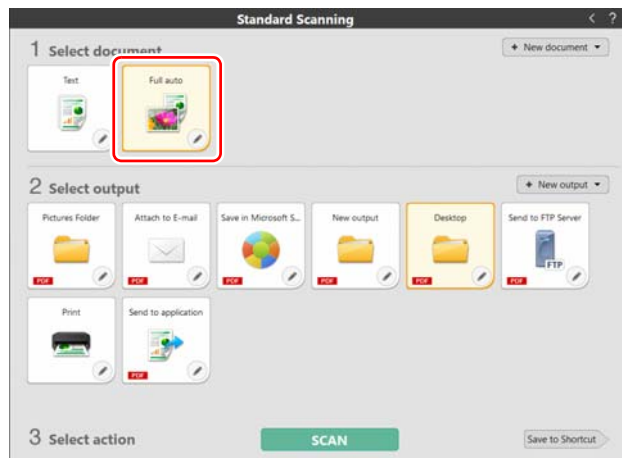 Standard Scanning < ?
1 Select document + New document
Text Full auto
2 Select output + New output
Pictures Folder Attach to E-mail Save in Microsoft S... New output Desktop Send to FTP Server
PDF PDF PDF PDF PDF FTP PDF
Print Send to application
PDF
3 Select action SCAN Save to Shortcut